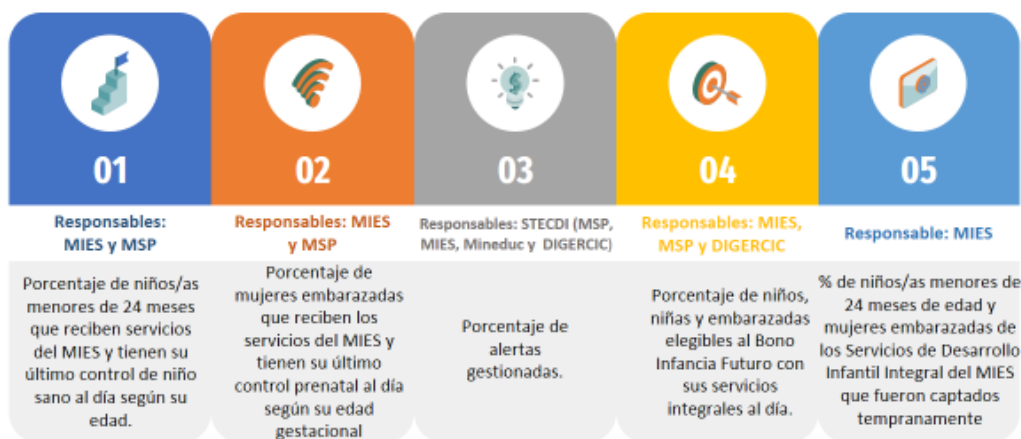 01
Responsables:
MIES y MSP
Porcentaje de niños/as
menores de 24 meses
que reciben servicios
del MIES y tienen su
último control de niño
sano al día según su
edad.
02
Responsables: MIES
y MSP
Porcentaje de
mujeres embarazadas
que reciben los
servicios del MIES y
tienen su último
control prenatal al día
según su edad
gestacional
03
Responsables: STECDI (MSP,
MIES, Mineduc y DIGERCIC)
Porcentaje de
alertas
gestionadas.
04
Responsables: MIES,
MSP y DIGERCIC
Porcentaje de niños,
niñas y embarazadas
elegibles al Bono
Infancia Futuro con
sus servicios
integrales al día.
05
Responsable: MIES
% de niños/as menores de
24 meses de edad y
mujeres embarazadas de
los Servicios de Desarrollo
Infantil Integral del MIES
que fueron captados
tempranamente